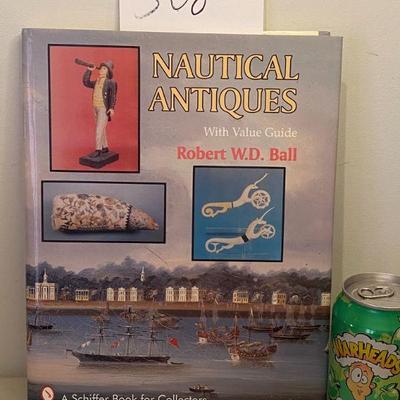 NAUTICAL
ANTIQUES
With Value Guide
Robert W.D. Ball
A Schiffer Book for Collectors
WARHEADS